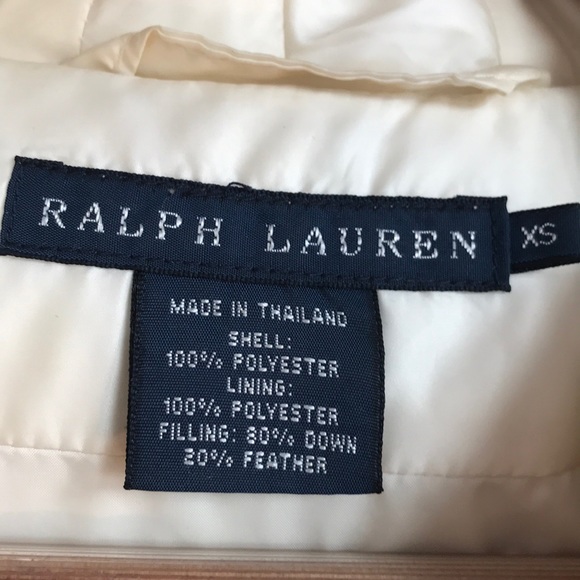 RALPH LAUREN
XS
MADE IN THAILAND
SHELL:
100% POLYESTER
LINING:
100% POLYESTER
FILLING: 80% DOWN
20% FEATHER